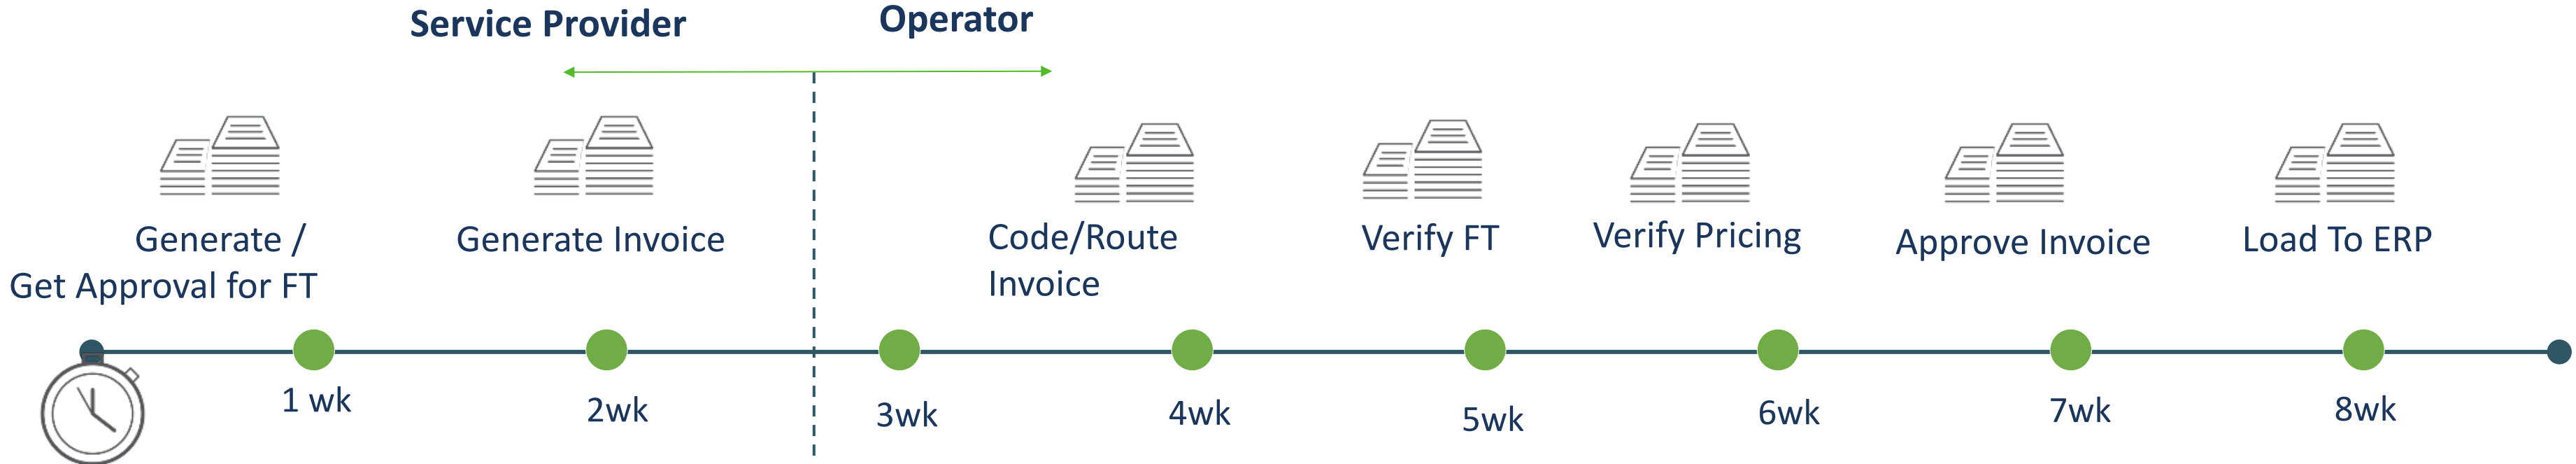 Service Provider
Operator
Generate /
Get Approval for FT
Generate Invoice
Code/Route
Invoice
Verify FT
Verify Pricing
Approve Invoice
Load To ERP
1 wk
2wk
3wk
4wk
5wk
6wk
7wk
8wk